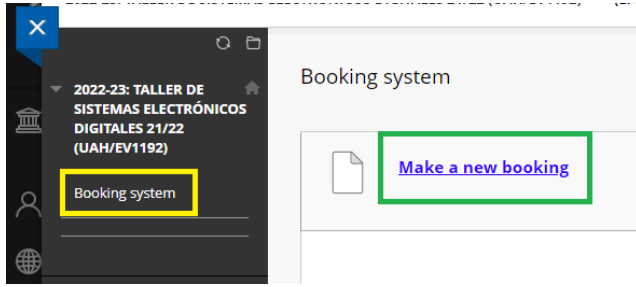 Booking system
2022-23: TALLER DE
SISTEMAS ELECTRÓNICOS
DIGITALES 21/22
(UAH/EV1192)
Booking system
Make a new booking